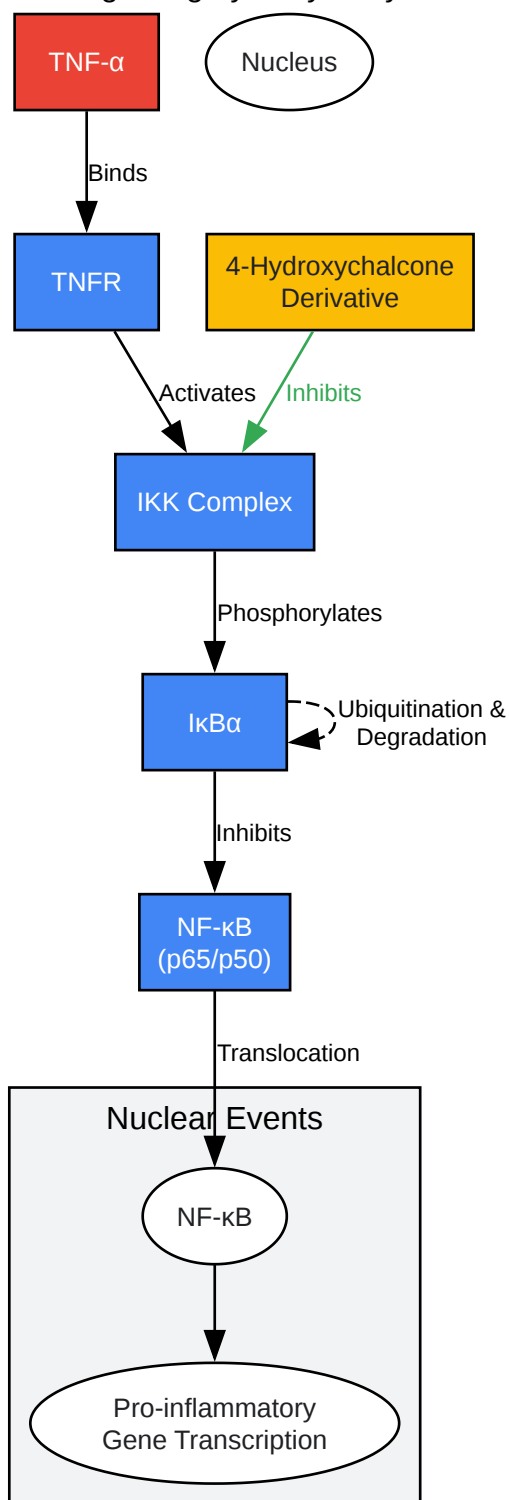 TNF-α
Nucleus
Binds
TNFR
4-Hydroxychalcone
Derivative
Activates
Inhibits
IKK Complex
Phosphorylates
IκBα
Ubiquitination &
Degradation
Inhibits
NF-κB
(p65/p50)
Translocation
Nuclear Events
NF-κB
Pro-inflammatory
Gene Transcription